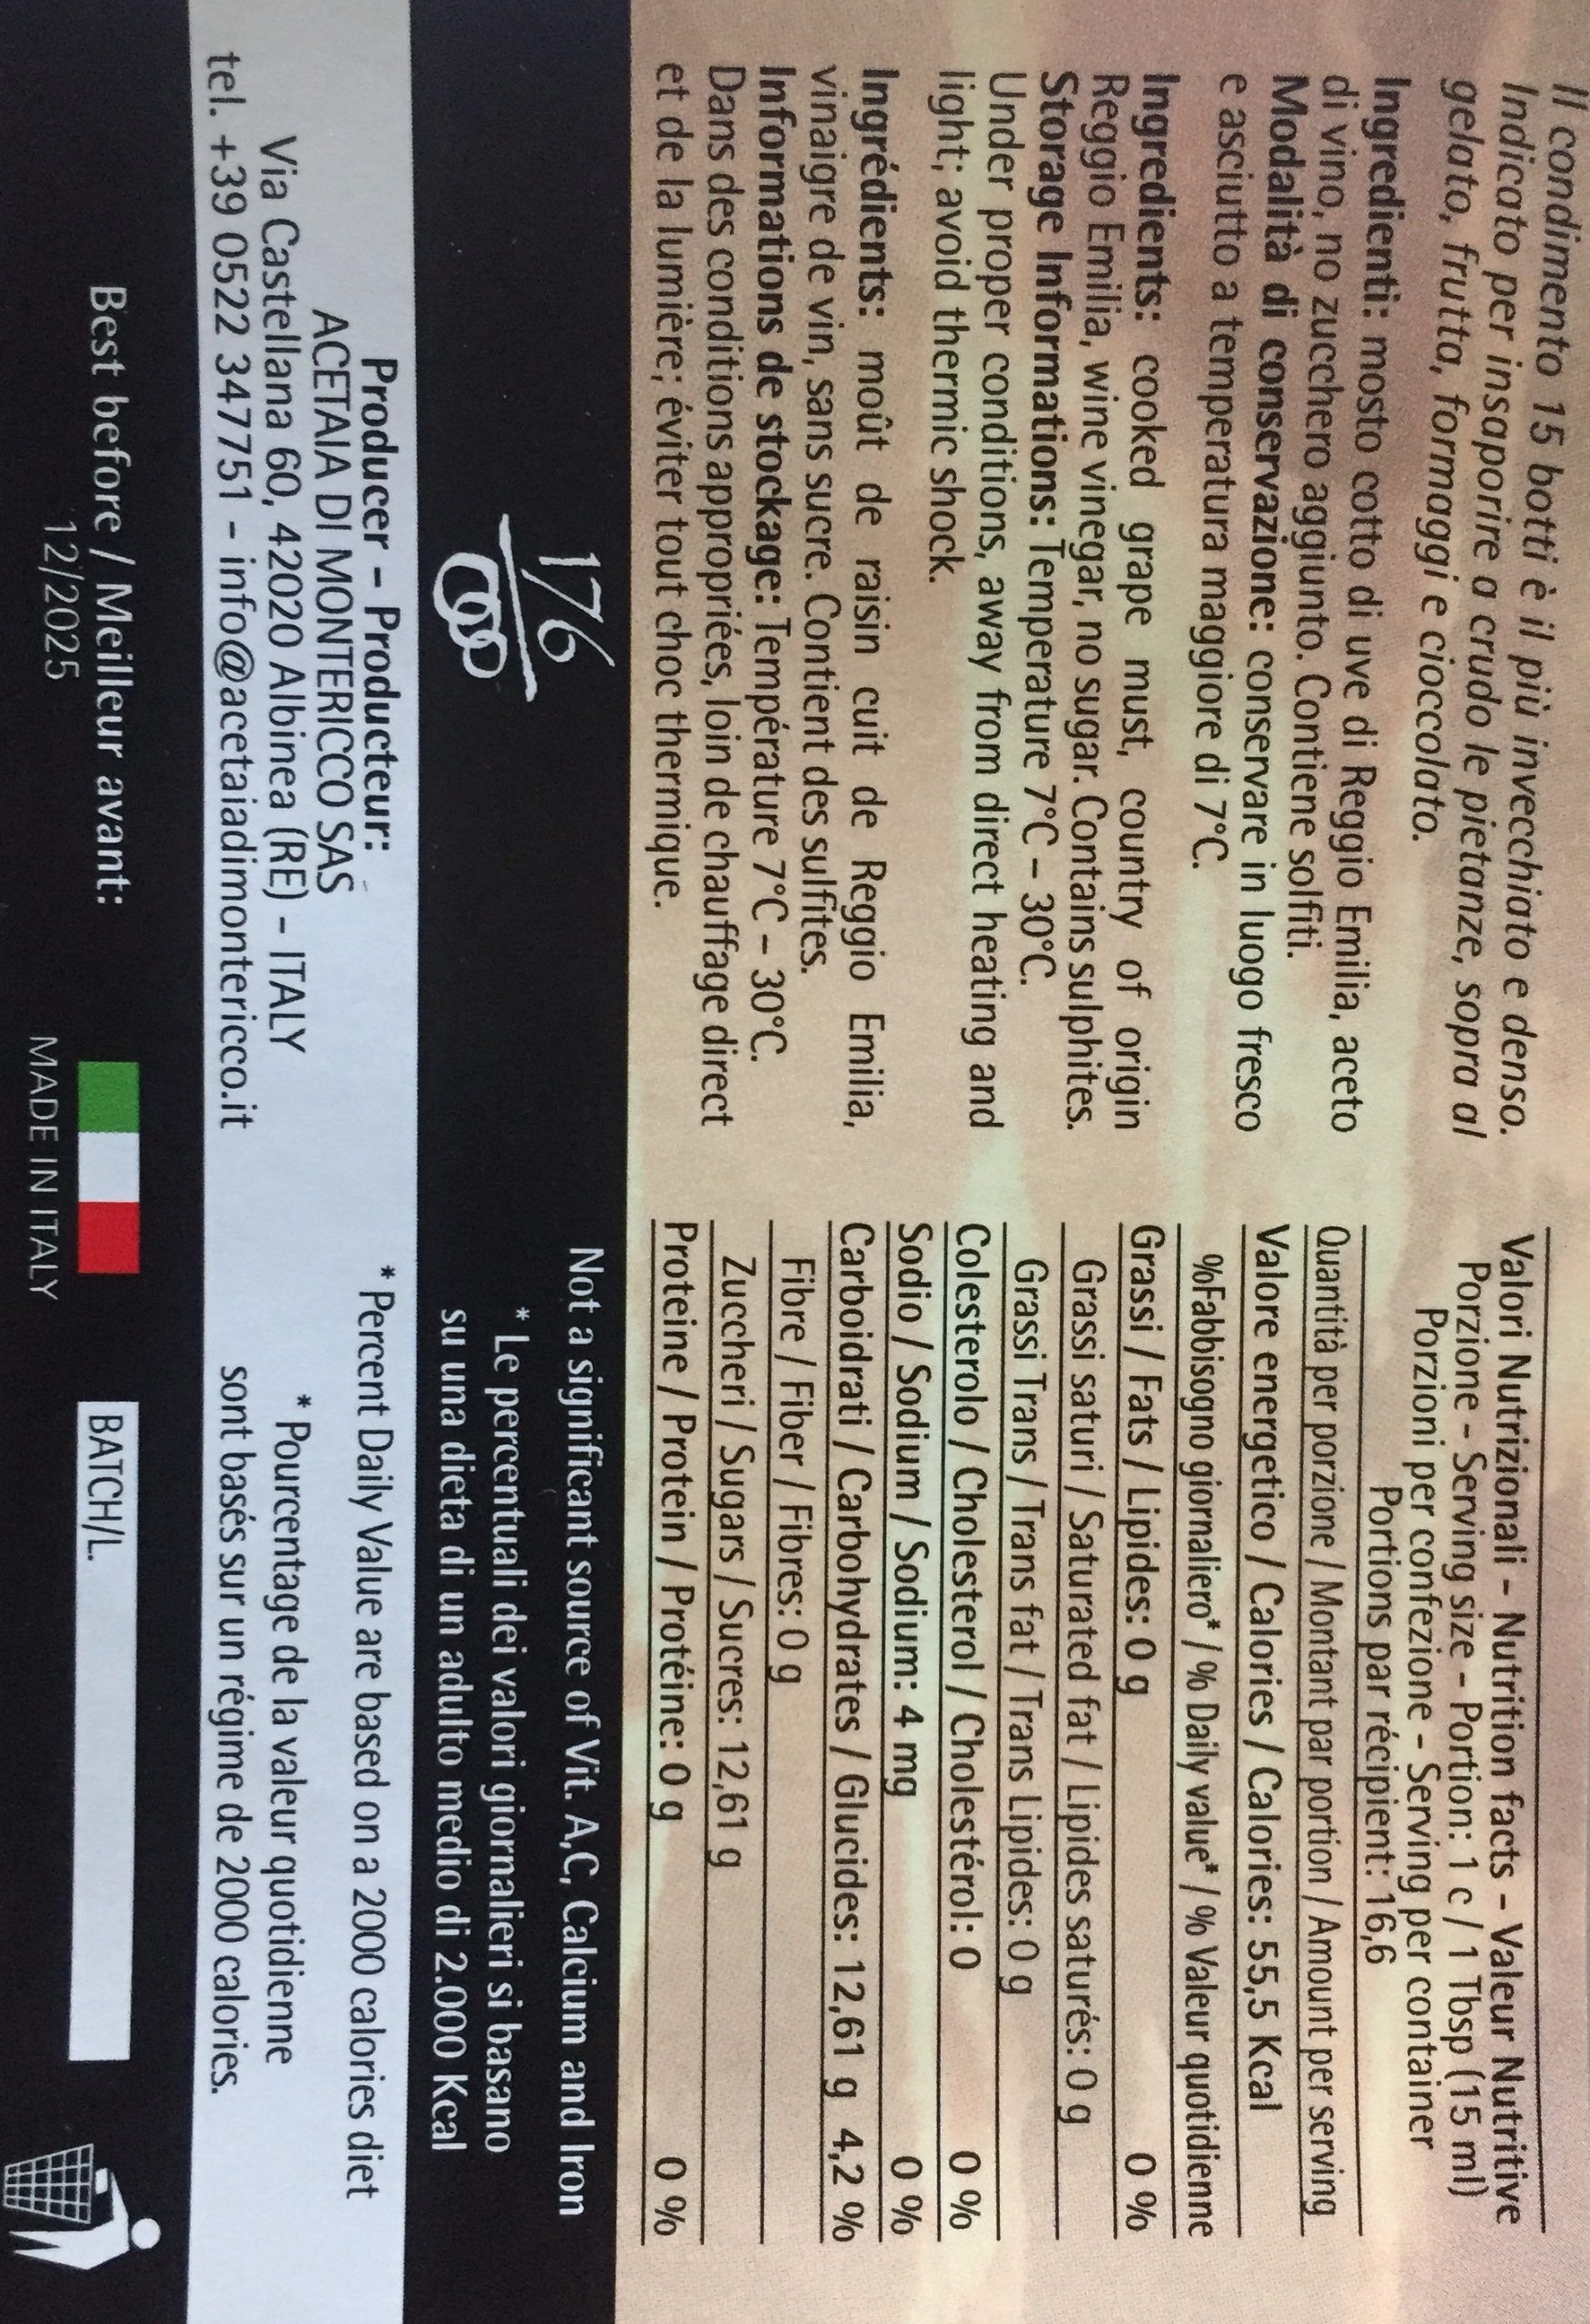 Il condimento 15 botti è il più invecchiato e denso.
Indicato per insaporire a crudo le pietanze, sopra al
gelato, frutta, formaggi e cioccolato.
Ingredienti: mosto cotto di uve di Reggio Emilia, aceto
di vino, no zucchero aggiunto. Contiene solfiti.
Modalità di conservazione: conservare in luogo fresco
e asciutto a temperatura maggiore di 7°C.
Ingredients: cooked grape must, country of origin
Reggio Emilia, wine vinegar, no sugar. Contains sulphites.
Storage Informations: Temperature 7°C – 30°C.
Under proper conditions, away from direct heating and
light; avoid thermic shock.
Ingrédients: moût de raisin cuit de Reggio Emilia,
vinaigre de vin, sans sucre. Contient des sulfites.
Informations de stockage: Température 7°C – 30°C.
Dans des conditions appropriées, loin de chauffage direct
et de la lumière; éviter tout choc thermique.
Valori Nutrizionali – Nutrition facts – Valeur Nutritive
Porzione – Serving size – Portion: 1 c / 1 Tbsp (15 ml)
Porzioni per confezione – Serving per container
Portions par récipient: 16,6
Quantità per porzione / Montant par portion / Amount per serving
Valore energetico / Calories / Calories: 55,5 Kcal
%Fabbisogno giornaliero* / % Daily value* / % Valeur quotidienne
Grassi / Fats / Lipides: 0 g 0 %
Grassi saturi / Saturated fat / Lipides saturés: 0 g
Grassi Trans / Trans fat / Trans Lipides: 0 g
Colesterolo / Cholesterol / Cholestérol: 0 0 %
Sodio / Sodium / Sodium: 4 mg 0 %
Carboidrati / Carbohydrates / Glucides: 12,61 g 4,2 %
Fibre / Fiber / Fibres: 0 g
Zuccheri / Sugars / Sucres: 12,61 g
Proteine / Protein / Protéine: 0 g 0 %
176
Not a significant source of Vit. A,C, Calcium and Iron
* Le percentuali dei valori giornalieri si basano
su una dieta di un adulto medio di 2.000 Kcal
Producer – Producteur:
ACETAIA DI MONTERICCO SAS
Via Castellana 60, 42020 Albinea (RE) – ITALY
tel. +39 0522 347751 – info@acetaiadimontericco.it
* Percent Daily Value are based on a 2000 calories diet
* Pourcentage de la valeur quotidienne
sont basés sur un régime de 2000 calories.
Best before / Meilleur avant:
12/2025
MADE IN ITALY
BATCH/L.